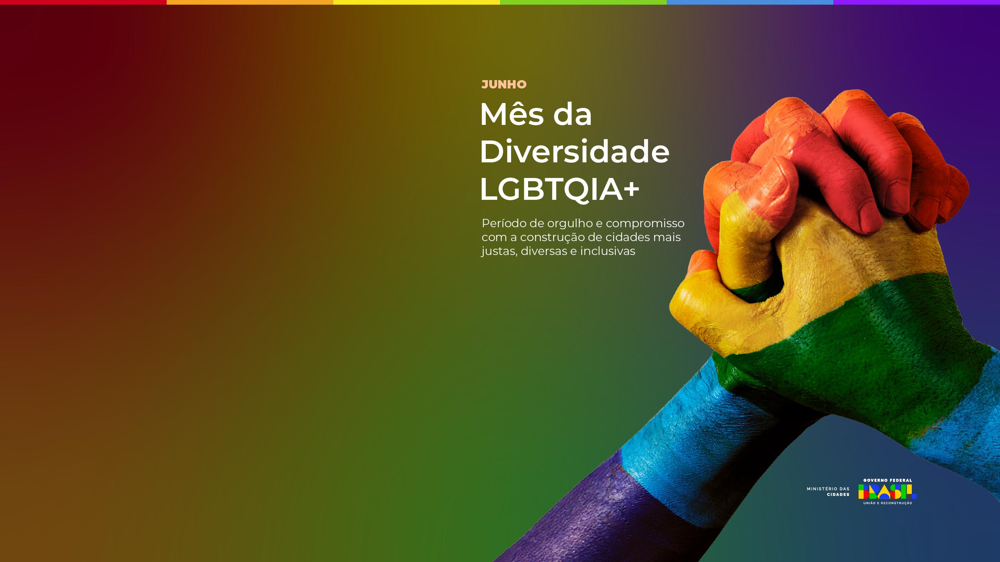 JUNHO
Mês da
Diversidade
LGBTQIA+
Período de orgulho e compromisso
com a construção de cidades mais
justas, diversas e inclusivas
MINISTÉRIO DAS
CIDADES
GOVERNO FEDERAL
BRASIL
UNIÃO E RECONSTRUÇÃO